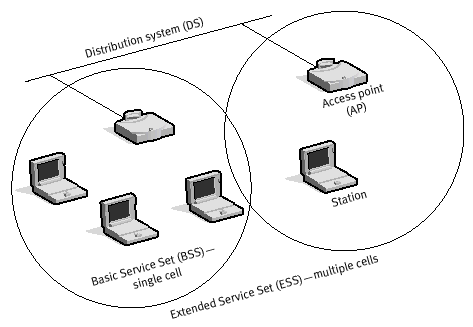 Distribution system (DS)
Access point
(AP)
Station
Basic Service Set (BSS)—
single cell
Extended Service Set (ESS)—multiple cells